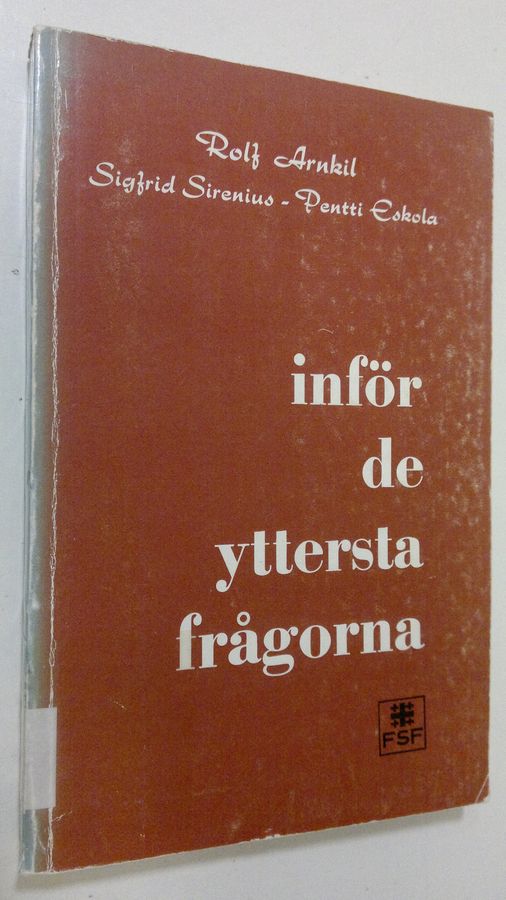 Rolf Arnkil
Sigfrid Sirenius - Pentti Eskola
inför
de
yttersta
frågorna
FSF